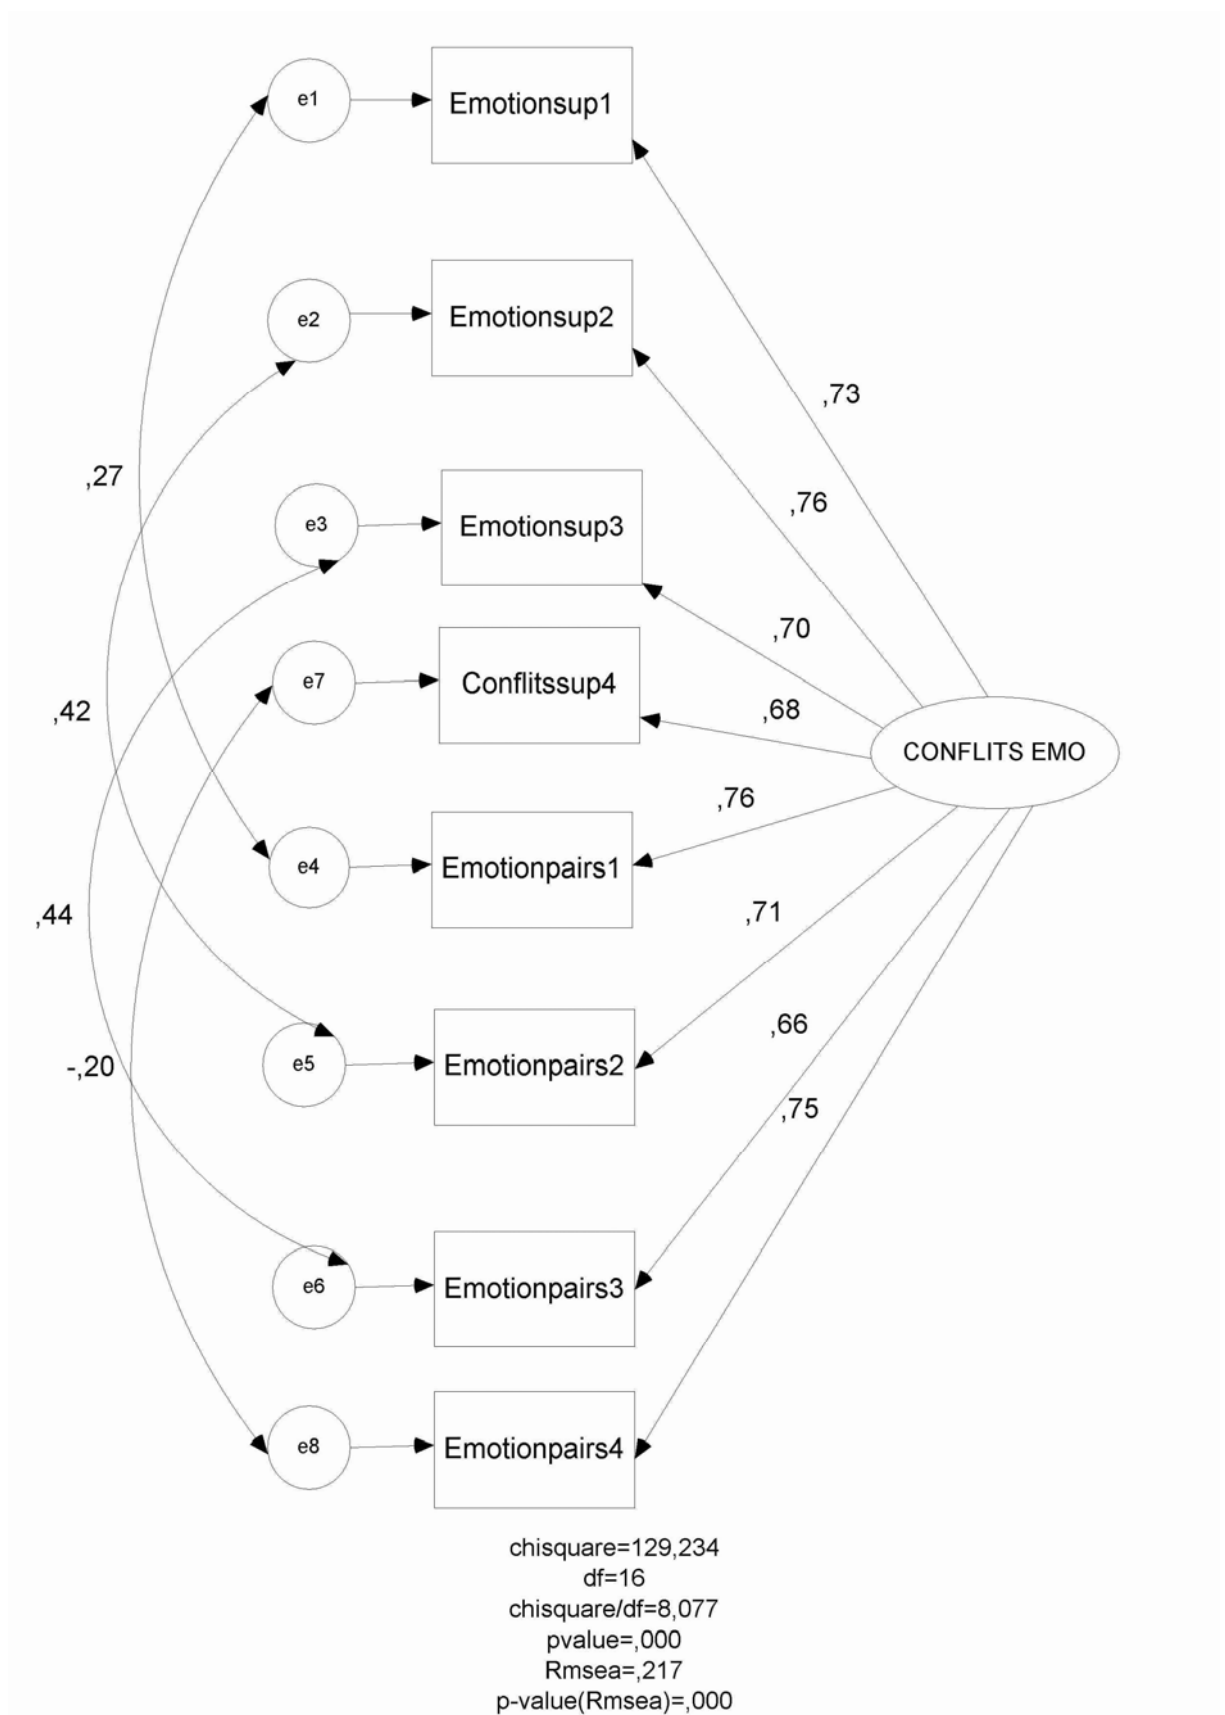 e1
Emotionsup1
e2
Emotionsup2
,73
,27
,76
e3
Emotionsup3
,70
e7
Conflitssup4
,68
,42
CONFLITS EMO
,76
e4
Emotionpairs1
,44
,71
,66
-,20
e5
Emotionpairs2
,75
e6
Emotionpairs3
e8
Emotionpairs4
chisquare=129,234
df=16
chisquare/df=8,077
pvalue=,000
Rmsea=,217
p-value(Rmsea)=,000